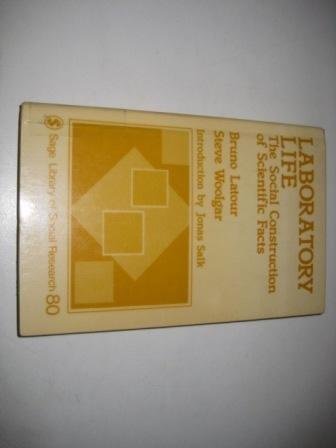 LABORATORY
LIFE
The Social Construction
of Scientific Facts
Bruno Latour
Steve Woolgar
Introduction by Jonas Salk
S Sage Library of Social Research 80